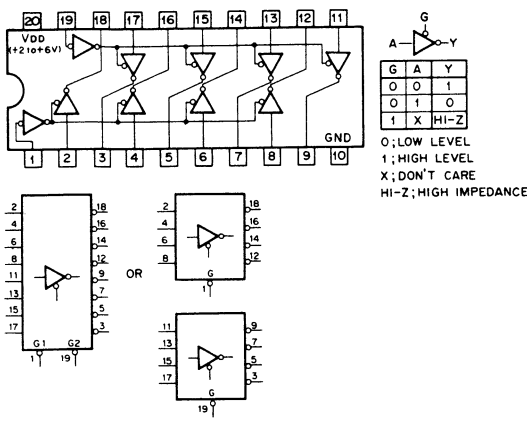 20 19 18 17 16 15 14 13 12 11
VDD
(+2 to +6V)
GND
1 2 3 4 5 6 7 8 9 10
G
A Y
G A Y
0 0 1
0 1 0
1 X HI-Z
0;LOW LEVEL
1;HIGH LEVEL
X;DON'T CARE
HI-Z;HIGH IMPEDANCE
2 18
4 16
6 14
8 12
11 9
13 7
15 5
17 3
G1 G2
1 19
OR
2 18
4 16
6 14
8 12
G
1
11 9
13 7
15 5
17 3
G
19